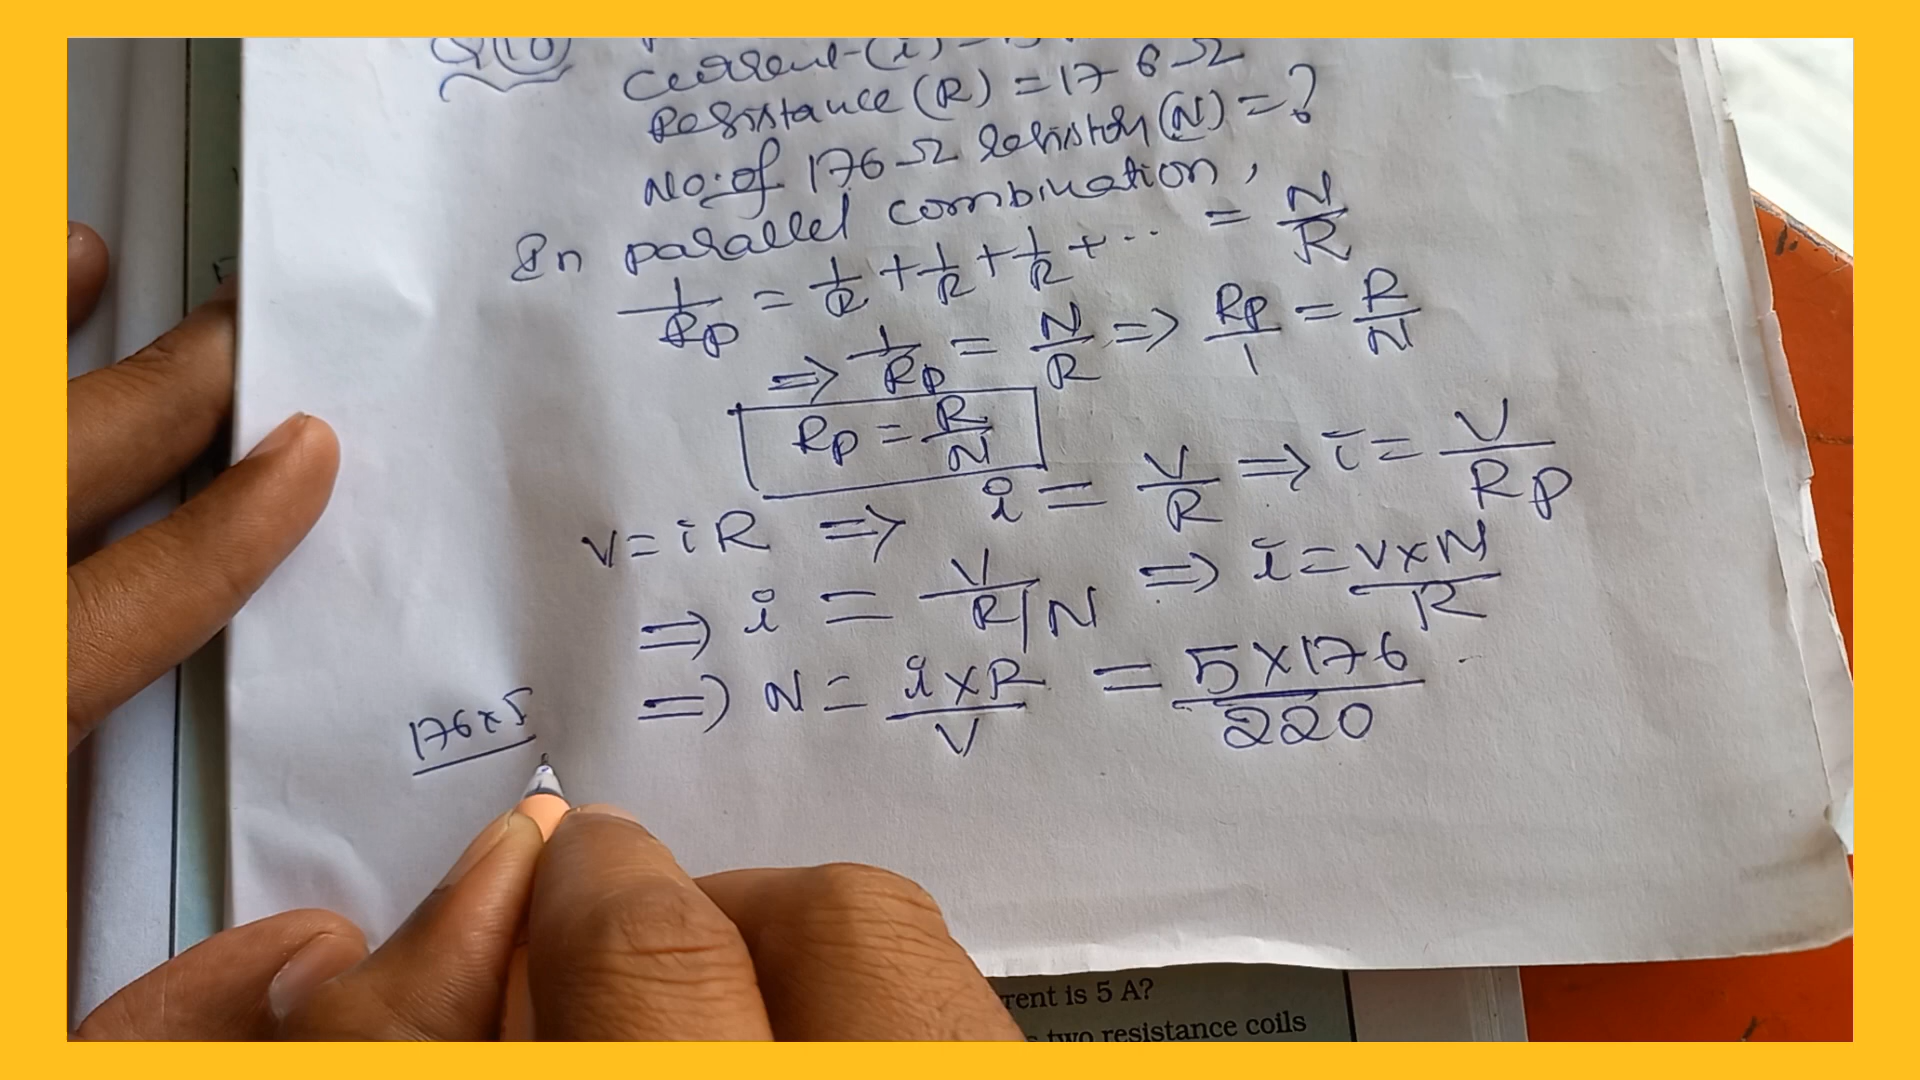 Q(10)
Current-(i)
Resistance (R) = 176 Ω
No. of 176 Ω resistors (N) = ?
In parallel combination,
1/Rp = 1/R + 1/R + 1/R + .. = N/R
⇒ 1/Rp = N/R ⇒ Rp/1 = R/N
Rp = R/N
V = iR ⇒ i = V/R ⇒ i = V/Rp
⇒ i = V/R/N ⇒ i = V×N/R
⇒ N = i×R/V = 5×176/220
176×5
rent is 5 A?
two resistance coils